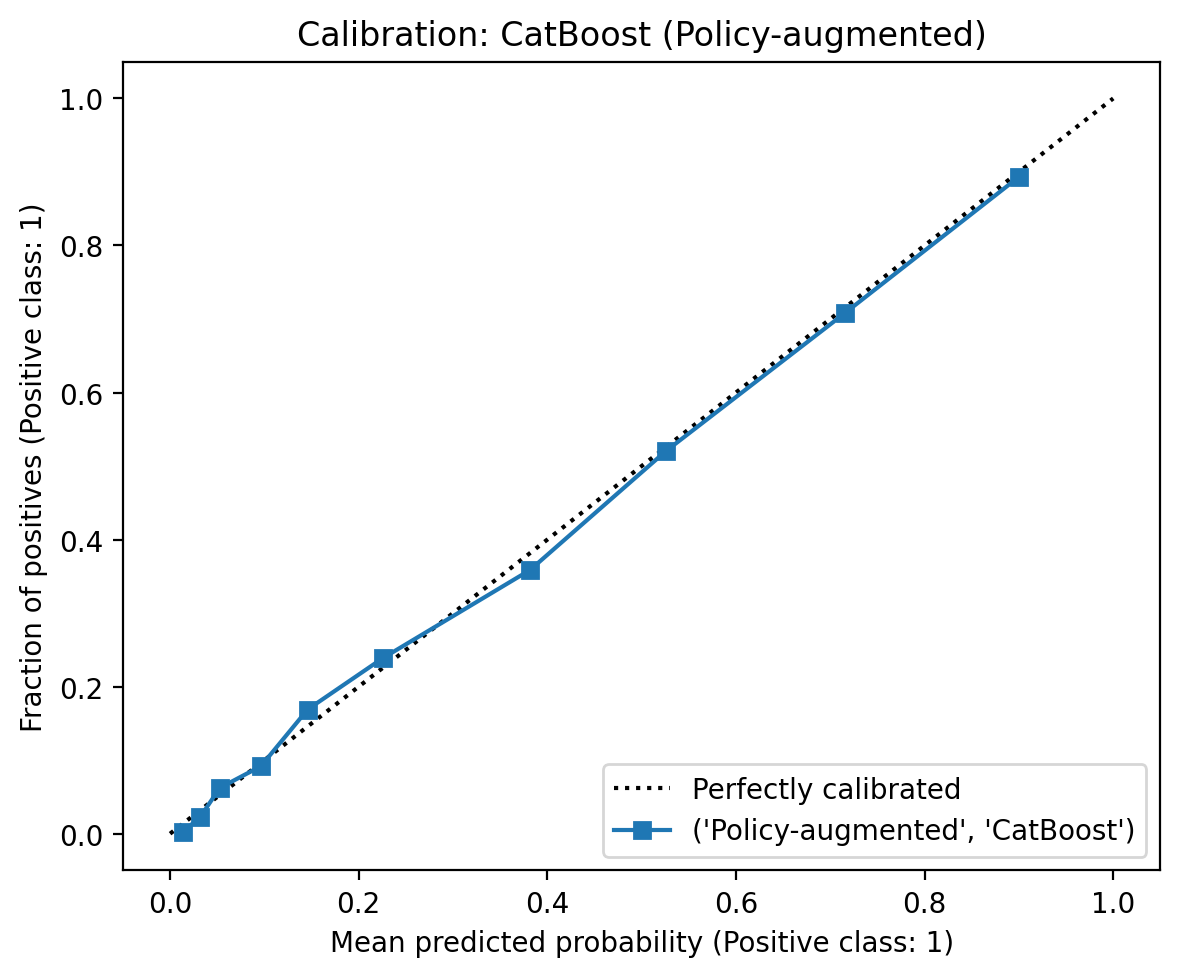 Calibration: CatBoost (Policy-augmented)
Fraction of positives (Positive class: 1)
1.0
0.8
0.6
0.4
0.2
0.0
Perfectly calibrated
('Policy-augmented', 'CatBoost')
0.0 0.2 0.4 0.6 0.8 1.0
Mean predicted probability (Positive class: 1)